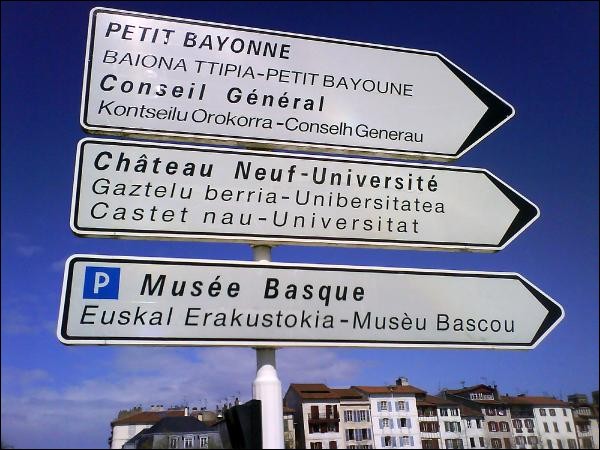 PETIT BAYONNE
BAIONA TTIPIA-PETIT BAYOUNE
Conseil Général
Kontseilu Orokorra-Conselh Generau
Château Neuf-Université
Gaztelu berria-Unibersitatea
Castet nau-Universitat
P Musée Basque
Euskal Erakustokia-Musèu Bascou